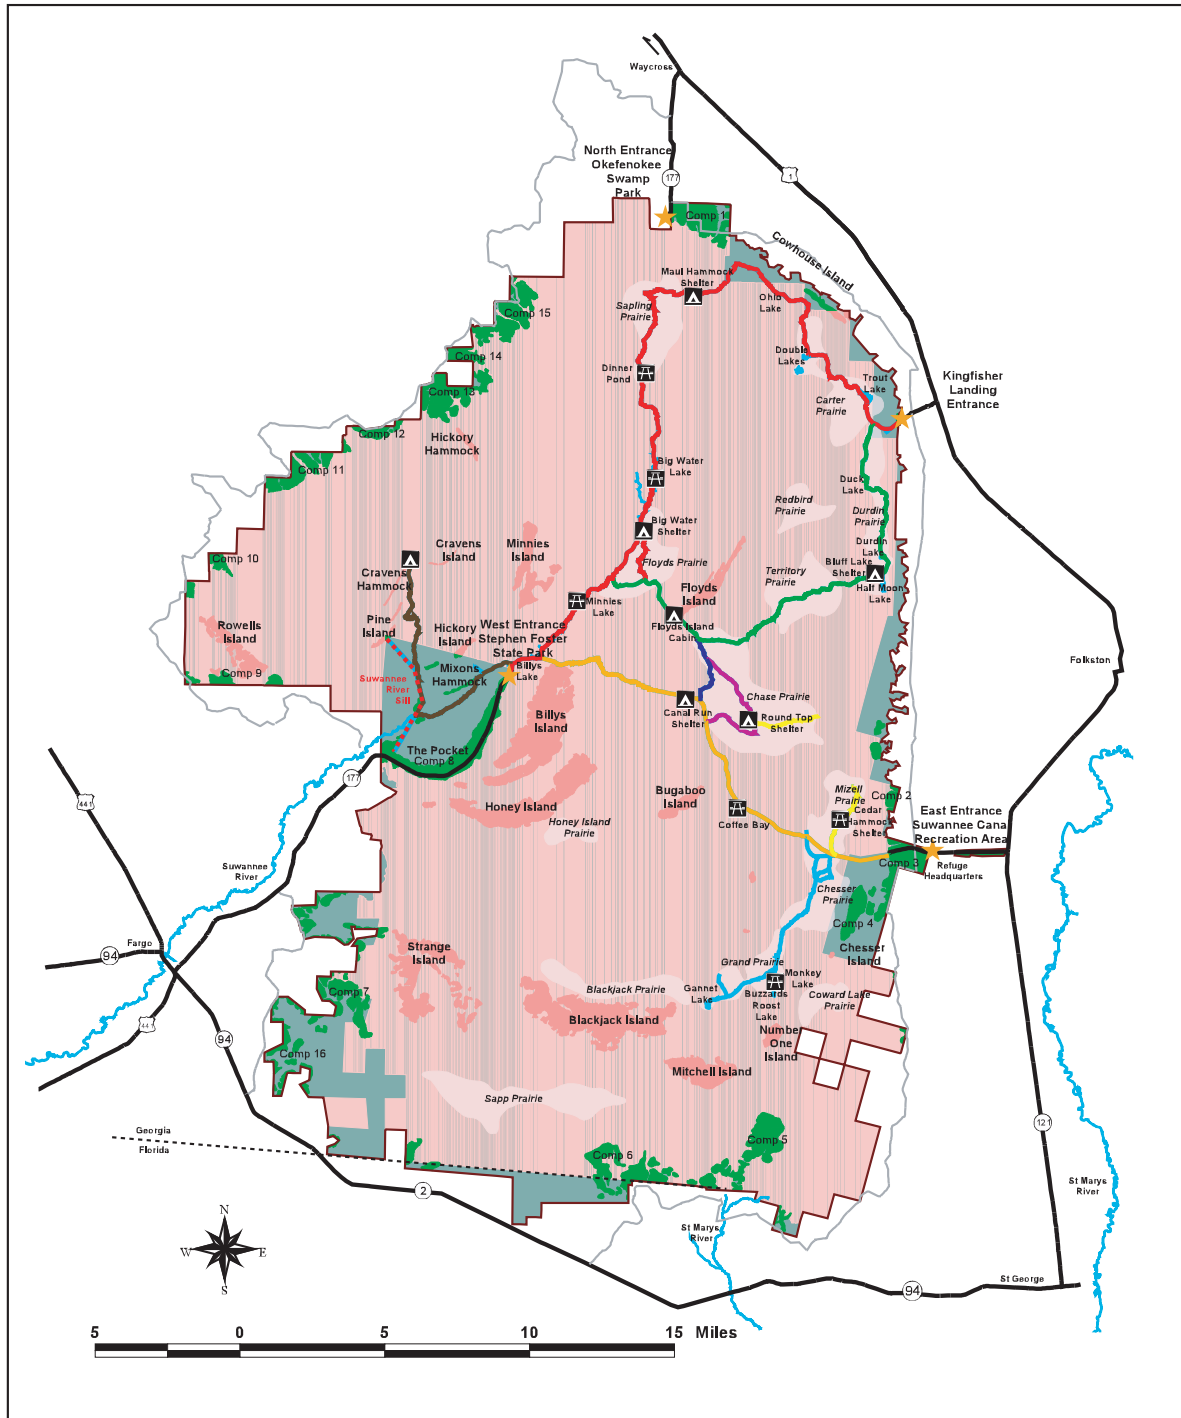 Waycross
1
North Entrance
Okefenokee
Swamp
Park
177
Comp 1
Cowhouse Island
Maul Hammock
Shelter
Sapling
Prairie
Ohio
Lake
Comp 15
Comp 14
Double
Lakes
Dinner
Pond
Trout
Lake
Kingfisher
Landing
Entrance
Comp 13
Carter
Prairie
Comp 12
Hickory
Hammock
Comp 11
Big Water
Lake
Duck
Lake
Redbird
Prairie
Durdin
Prairie
Big Water
Shelter
Cravens
Island
Minnies
Island
Durdin
Lake
Comp 10
Cravens
Hammock
Floyds Prairie
Bluff Lake
Shelter
Territory
Prairie
Half Moon
Lake
Floyds
Island
Minnies
Lake
Pine
Island
Rowells
Island
Hickory
Island
West Entrance
Stephen Foster
State Park
Floyds Island
Cabin
Folkston
Comp 9
Suwannee
River
Sill
Mixons
Hammock
Billys
Lake
Chase Prairie
Canal Run
Shelter
Round Top
Shelter
Billys
Island
The Pocket
Comp 8
177
441
Honey Island
Honey Island
Prairie
Bugaboo
Island
Mizell
Prairie
Comp 2
Cedar
Hammock
Shelter
Coffee Bay
East Entrance
Suwannee Canal
Recreation Area
Comp 3
Refuge
Headquarters
Suwannee
River
Chesser
Prairie
Comp 4
Chesser
Island
Fargo
94
Strange
Island
Grand Prairie
Monkey
Lake
Blackjack Prairie
Gannet
Lake
Buzzards
Roost
Lake
Coward Lake
Prairie
Comp 7
Blackjack Island
441
94
Number
One
Island
Comp 16
Mitchell Island
Sapp Prairie
121
Georgia
Florida
Comp 5
Comp 6
2
St Marys
River
St Marys
River
N
W E
S
St George
94
5 0 5 10 15 Miles